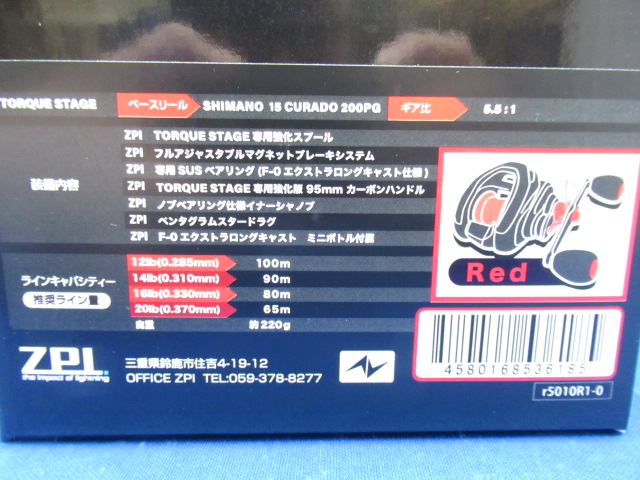 TORQUE STAGE ベースリール SHIMANO 15 CURADO 200PG ギア比 5.5:1
装備内容
ZPI TORQUE STAGE 専用強化スプール
ZPI フルアジャスタブルマグネットブレーキシステム
ZPI 専用 SUS ベアリング (F-0 エクストラロングキャスト仕様)
ZPI TORQUE STAGE 専用強化版 95mm カーボンハンドル
ZPI ノブベアリング仕様インナーシャノブ
ZPI ペンタグラムスタードラグ
ZPI F-0 エクストラロングキャスト ミニボトル付属
ラインキャパシティー
推奨ライン量
12lb(0.285mm) 100m
14lb(0.310mm) 90m
16lb(0.330mm) 80m
20lb(0.370mm) 65m
自重 約220g
Red
ZPI.
the impact of lightning
三重県鈴鹿市住吉4-19-12
OFFICE ZPI TEL:059-378-8277
4580168536185
rS010R1-0